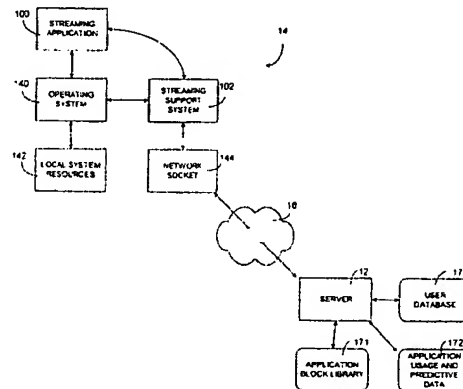 100
STREAMING
APPLICATION
14
140
OPERATING
SYSTEM
STREAMING
SUPPORT
SYSTEM
102
142
LOCAL SYSTEM
RESOURCES
NETWORK
SOCKET
144
16
12
SERVER
USER
DATABASE
171
APPLICATION
BLOCK LIBRARY
172
APPLICATION
USAGE AND
PREDICTIVE
DATA